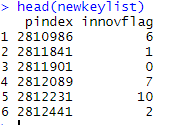 > head(newkeylist)
   pindex innovflag
1 2810986         6
2 2811841         1
3 2811901         0
4 2812089         7
5 2812231        10
6 2812441         2